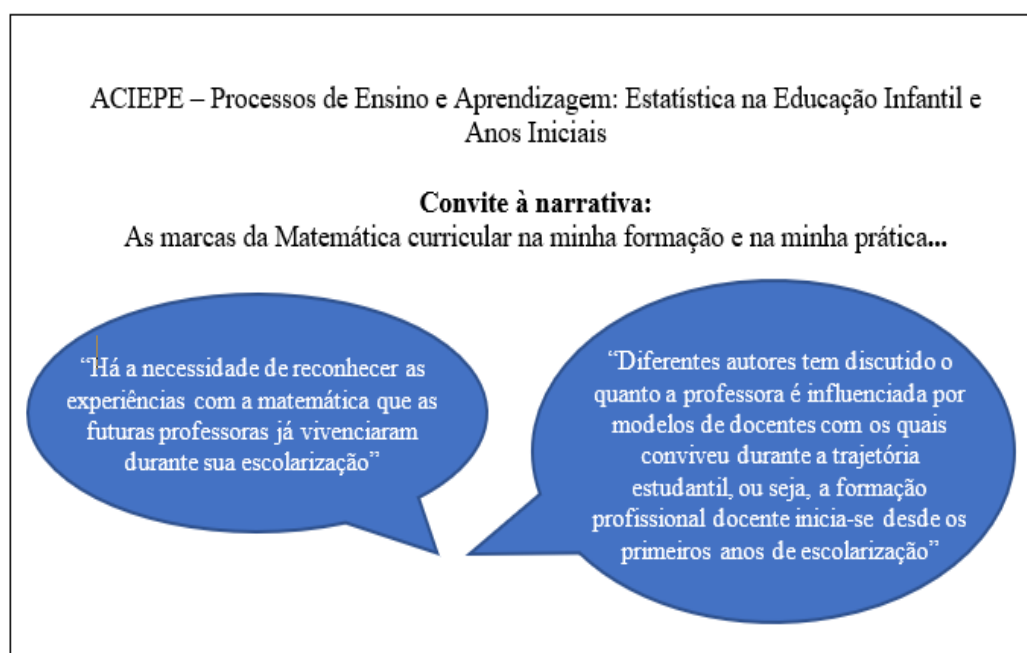 ACIEPE – Processos de Ensino e Aprendizagem: Estatística na Educação Infantil e
Anos Iniciais
Convite à narrativa:
As marcas da Matemática curricular na minha formação e na minha prática...
“Há a necessidade de reconhecer as
experiências com a matemática que as
futuras professoras já vivenciaram
durante sua escolarização”
“Diferentes autores tem discutido o
quanto a professora é influenciada por
modelos de docentes com os quais
conviveu durante a trajetória
estudantil, ou seja, a formação
profissional docente inicia-se desde os
primeiros anos de escolarização”